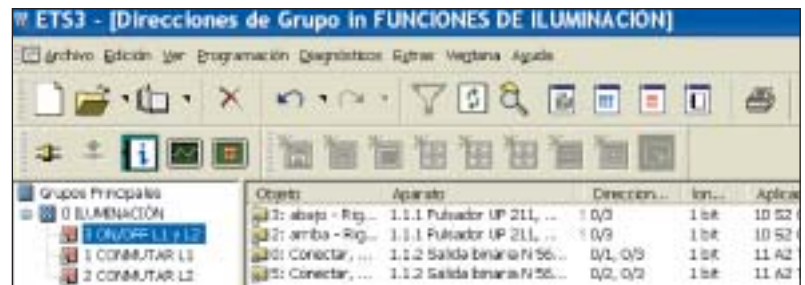 ETS3 - [Direcciones de Grupo in FUNCIONES DE ILUMINACIÓN]
Archivo Edición Ver Programación Diagnósticos Extras Ventana Ayuda
Grupos Principales
0 ILUMINACIÓN
3 ON/OFF L1 y L2
1 CONMUTAR L1
2 CONMUTAR L2
Objeto Aparato Direccion... lon... Aplica
3: abajo - Rig... 1.1.1 Pulsador UP 211, ... 0/3 1 bit 10 S2
2: arriba - Rig... 1.1.1 Pulsador UP 211, ... 0/3 1 bit 10 S2
0: Conectar, ... 1.1.2 Salida binaria N 56... 0/1, 0/3 1 bit 11 A2
5: Conectar, ... 1.1.2 Salida binaria N 56... 0/2, 0/3 1 bit 11 A2